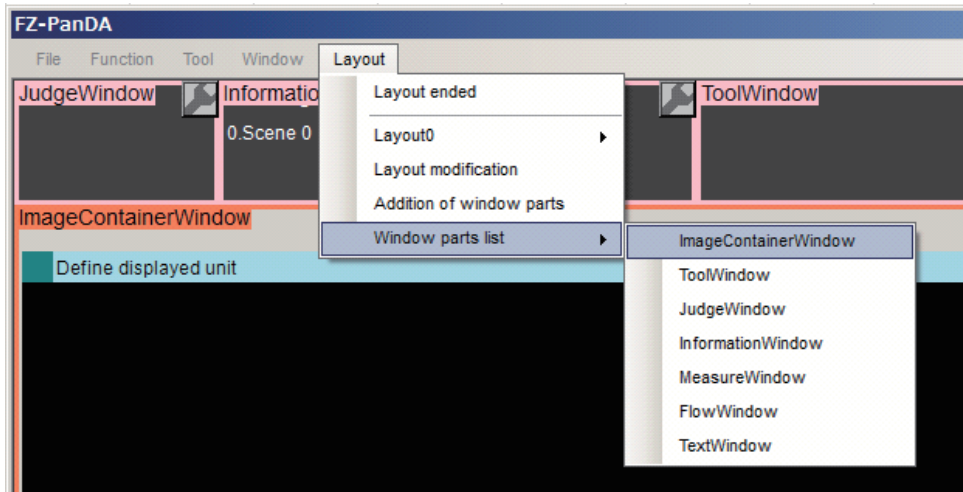 FZ-PanDA
File Function Tool Window Layout
JudgeWindow
Informatio
ToolWindow
0.Scene 0
Layout ended
Layout0
Layout modification
Addition of window parts
Window parts list
ImageContainerWindow
Define displayed unit
ImageContainerWindow
ToolWindow
JudgeWindow
InformationWindow
MeasureWindow
FlowWindow
TextWindow